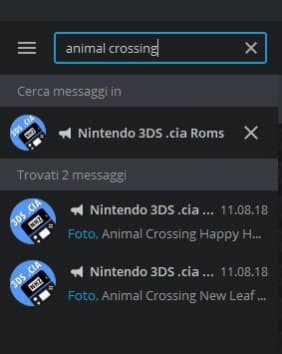 animal crossing
Cerca messaggi in
3DS .CIA
Nintendo 3DS .cia Roms
Trovati 2 messaggi
3DS .CIA
Nintendo 3DS .cia ... 11.08.18
Foto, Animal Crossing Happy H...
3DS .CIA
Nintendo 3DS .cia ... 11.08.18
Foto, Animal Crossing New Leaf ...